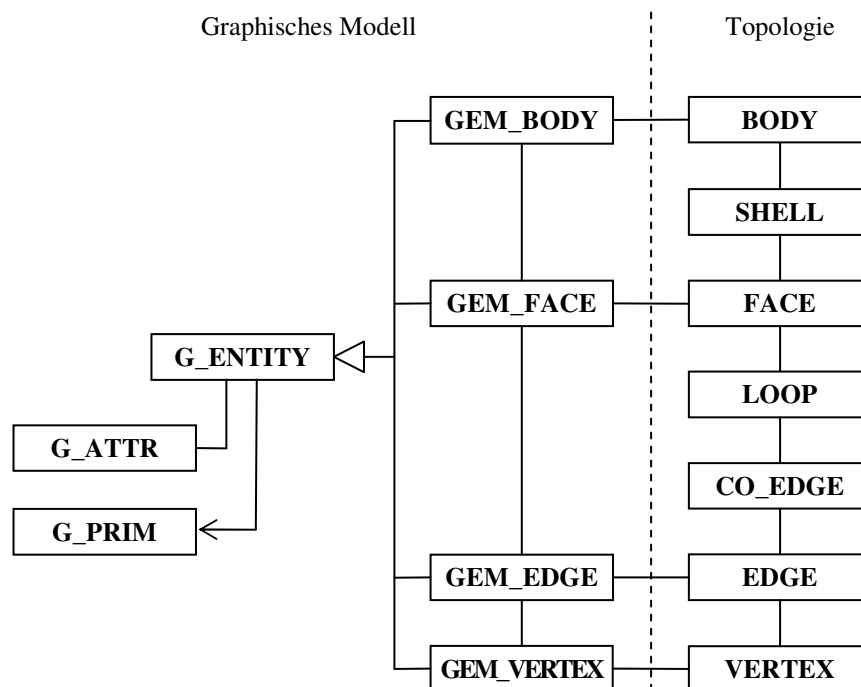 Graphisches Modell
Topologie
GEM_BODY
BODY
SHELL
GEM_FACE
FACE
G_ENTITY
LOOP
G_ATTR
CO_EDGE
G_PRIM
GEM_EDGE
EDGE
GEM_VERTEX
VERTEX